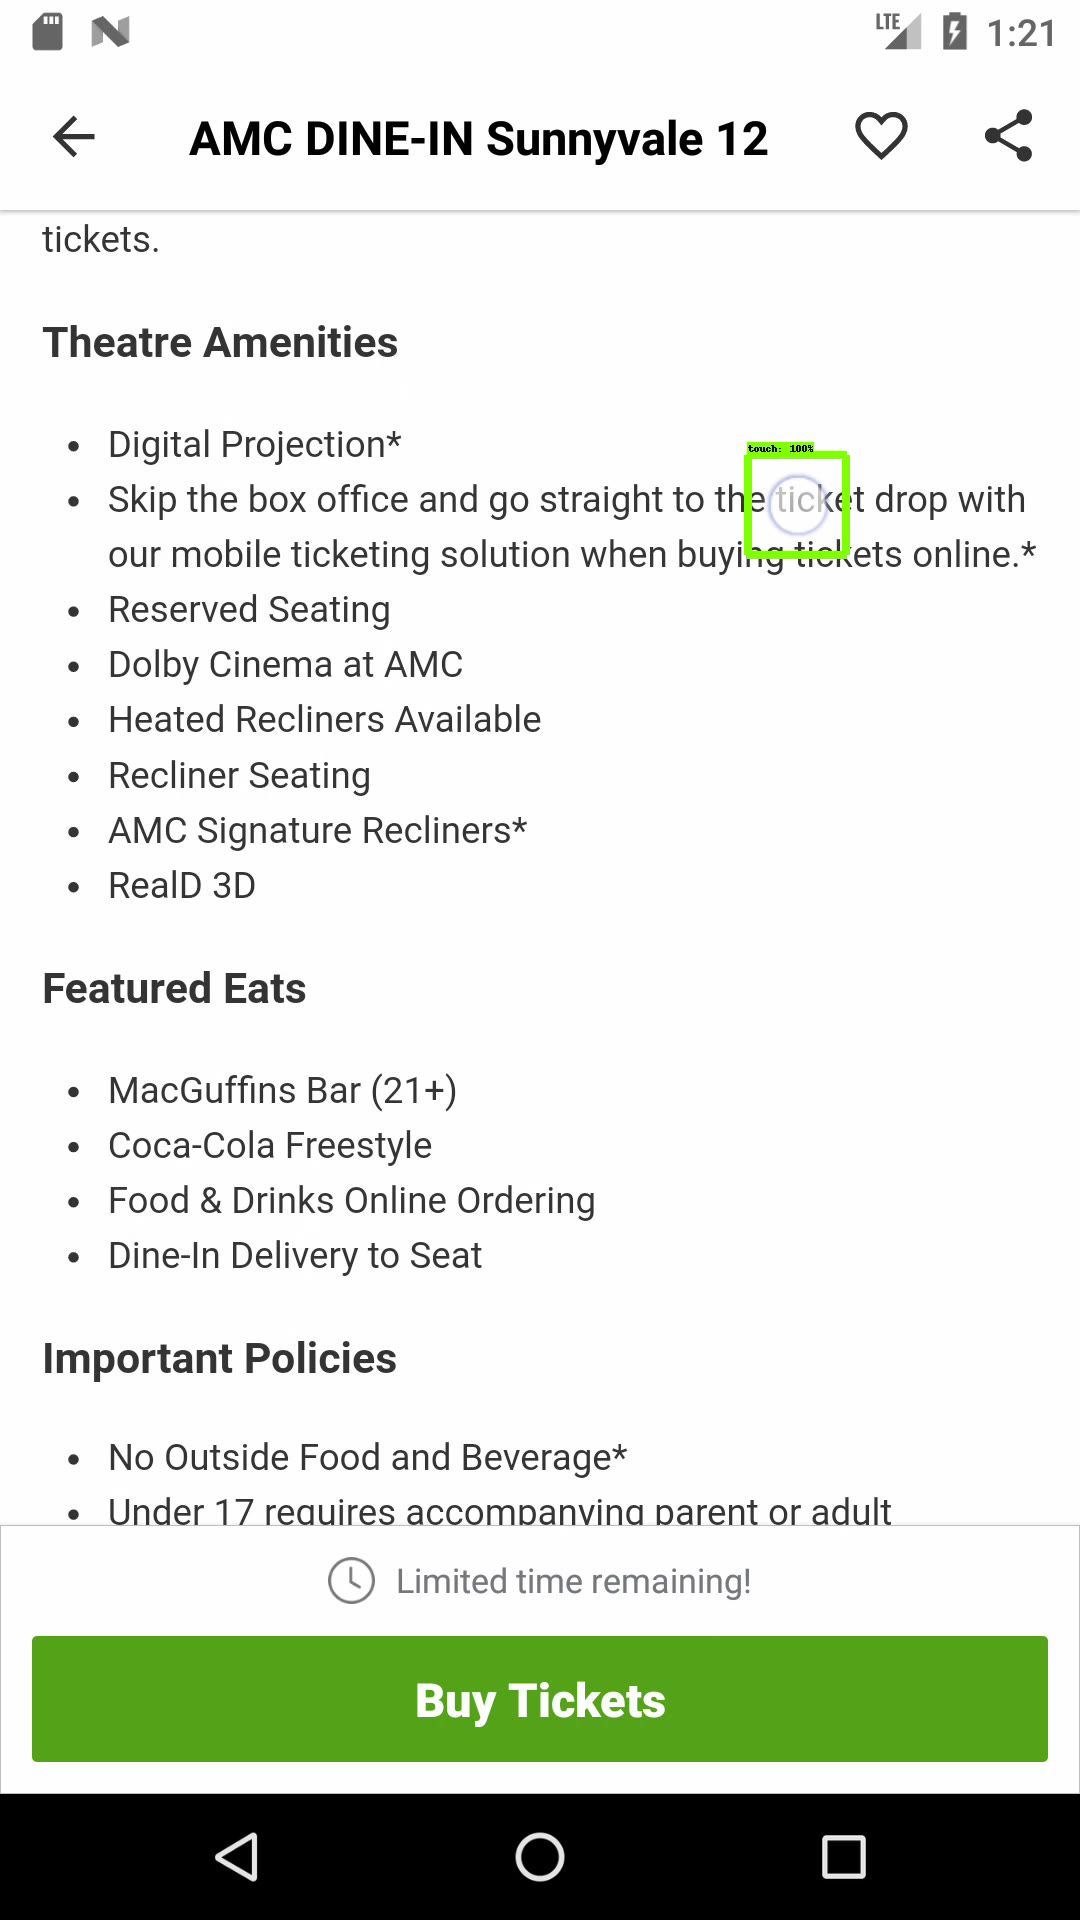 LTE 1:21
AMC DINE-IN Sunnyvale 12
tickets.
Theatre Amenities
• Digital Projection*
touch: 100%
• Skip the box office and go straight to the ticket drop with
our mobile ticketing solution when buying tickets online.*
• Reserved Seating
• Dolby Cinema at AMC
• Heated Recliners Available
• Recliner Seating
• AMC Signature Recliners*
• RealD 3D
Featured Eats
• MacGuffins Bar (21+)
• Coca-Cola Freestyle
• Food & Drinks Online Ordering
• Dine-In Delivery to Seat
Important Policies
• No Outside Food and Beverage*
• Under 17 requires accompanying parent or adult
Limited time remaining!
Buy Tickets